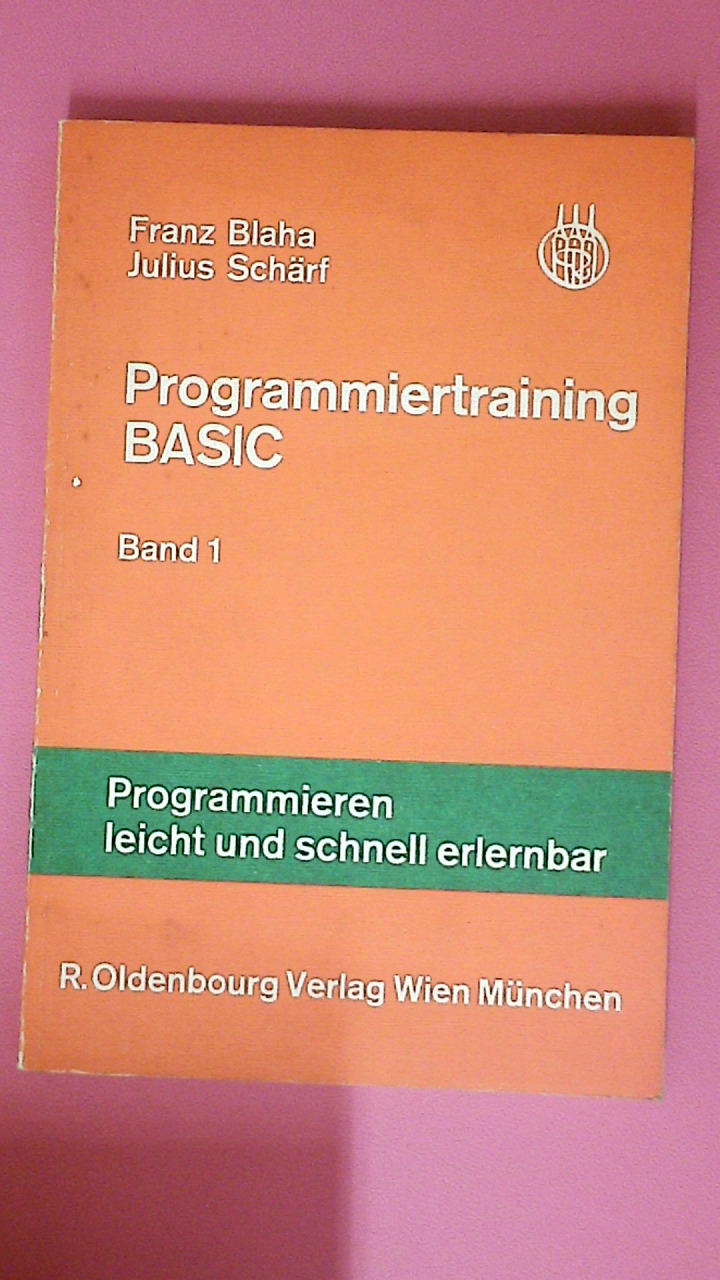 Franz Blaha
Julius Schärf
Programmiertraining
BASIC
Band 1
Programmieren
leicht und schnell erlernbar
R. Oldenbourg Verlag Wien München